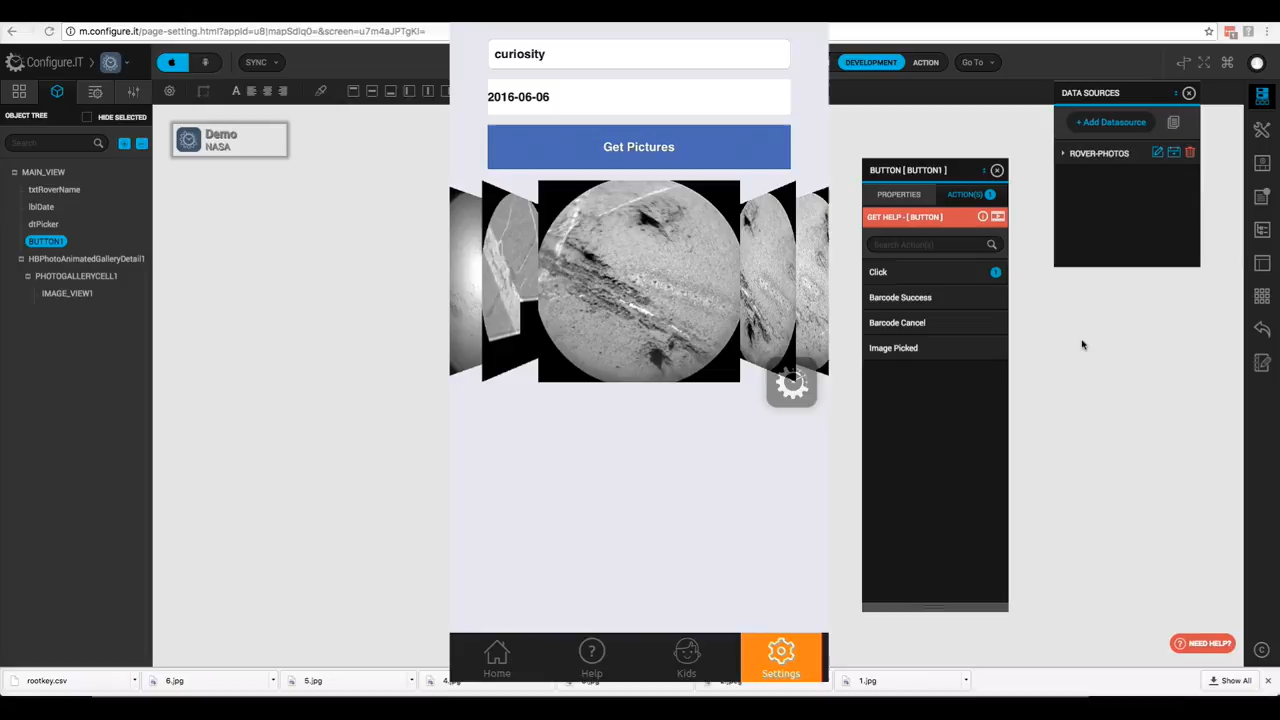 m.configure.it/page-setting.html?appId=u8|mapSdIq0=&screen=u7m4aJPTgKI=
Configure.IT
SYNC
DEVELOPMENT
ACTION
Go To
OBJECT TREE
HIDE SELECTED
Search
MAIN_VIEW
txtRoverName
lblDate
dtPicker
BUTTON1
HBPhotoAnimatedGalleryDetail1
PHOTOGALLERYCELL1
IMAGE_VIEW1
Demo
NASA
curiosity
2016-06-06
Get Pictures
Home
Help
Kids
Settings
BUTTON [ BUTTON1 ]
PROPERTIES
ACTION(S) 1
GET HELP - [ BUTTON ]
Search Action(s)
Click 1
Barcode Success
Barcode Cancel
Image Picked
DATA SOURCES
+ Add Datasource
ROVER-PHOTOS
NEED HELP?
rootkey.csv
6.jpg
5.jpg
1.jpg
Show All